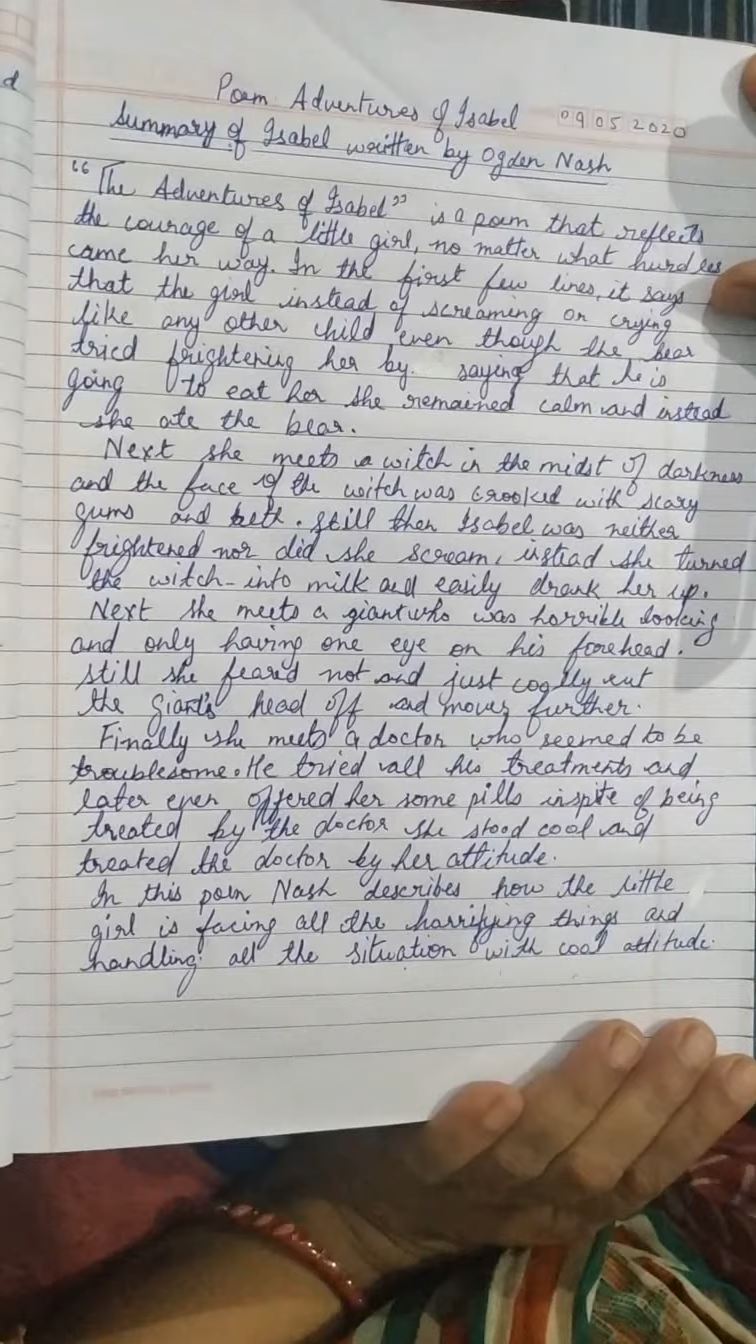 d
Poem Adventures of Isabel
09 05 2020
Summary of Isabel written by Ogden Nash
"The Adventures of Isabel" is a poem that reflects
the courage of a little girl, no matter what hurdles
came her way. In the first few lines, it says
that the girl instead of screaming or crying
like any other child even though the bear
tried frightening her by saying that he is
going to eat her she remained calm and instead
she ate the bear.
Next she meets a witch in the midst of darkness
and the face of the witch was crooked with scary
gums and teeth. still then Isabel was neither
frightened nor did she scream, instead she turned
the witch into milk and easily drank her up.
Next she meets a giant who was horrible looking
and only having one eye on his forehead.
still she feared not and just coolly cut
the giant's head off and moves further.
Finally she meets a doctor who seemed to be
troublesome. He tried all his treatments and
later even offered her some pills inspite of being
treated by the doctor she stood cool and
treated the doctor by her attitude.
In this poem Nash describes how the little
girl is facing all the horrifying things and
handling all the situation with cool attitude.